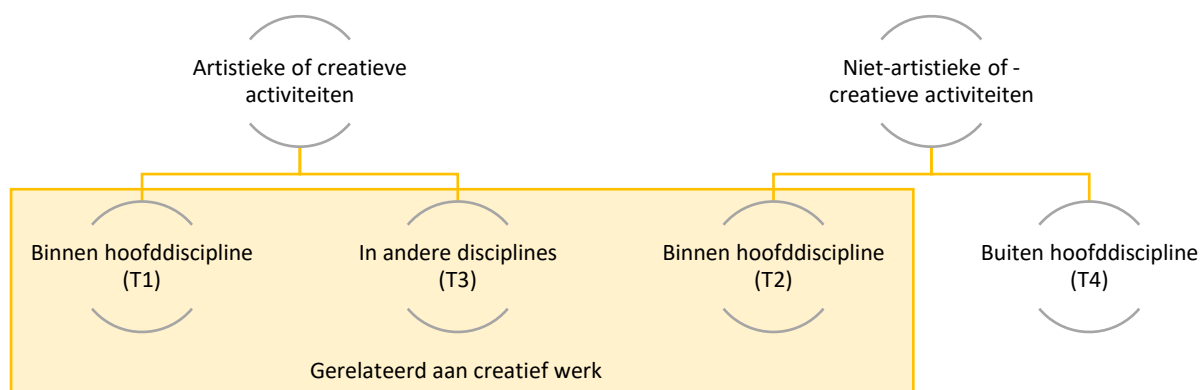 Artistieke of creatieve
activiteiten
Niet-artistieke of -
creatieve activiteiten
Binnen hoofddiscipline
(T1)
In andere disciplines
(T3)
Binnen hoofddiscipline
(T2)
Buiten hoofddiscipline
(T4)
Gerelateerd aan creatief werk